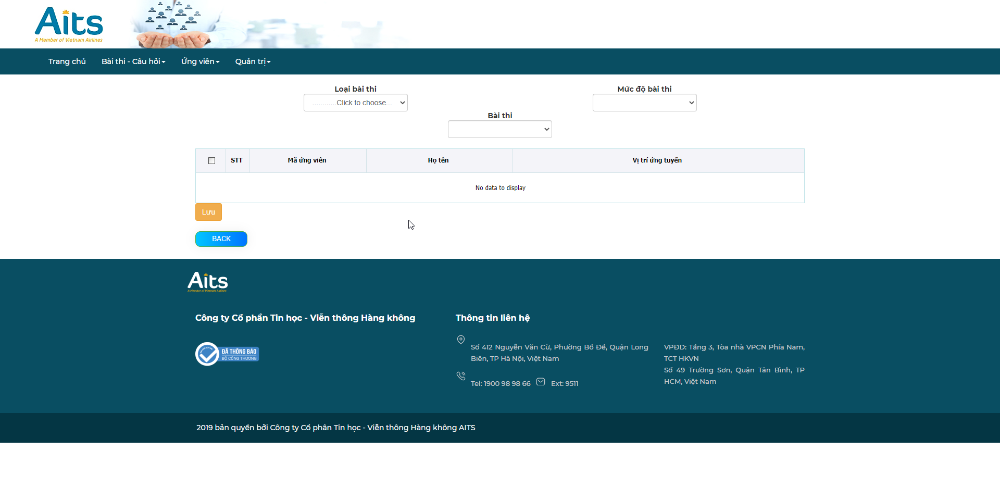 Aits
A Member of Vietnam Airlines
Trang chủ
Bài thi - Câu hỏi
Ứng viên
Quản trị
Loại bài thi
Mức độ bài thi
............Click to choose...
Bài thi
STT
Mã ứng viên
Họ tên
Vị trí ứng tuyển
No data to display
Lưu
BACK
Aits
A Member of Vietnam Airlines
Công ty Cổ phần Tin học - Viễn thông Hàng không
Thông tin liên hệ
ĐÃ THÔNG BÁO
BỘ CÔNG THƯƠNG
Số 412 Nguyễn Văn Cừ, Phường Bồ Đề, Quận Long
Biên, TP Hà Nội, Việt Nam
Tel: 1900 98 98 66
Ext: 9511
VPĐD: Tầng 3, Tòa nhà VPCN Phía Nam,
TCT HKVN
Số 49 Trường Sơn, Quận Tân Bình, TP
HCM, Việt Nam
2019 bản quyền bởi Công ty Cổ phân Tin học - Viễn thông Hàng không AITS